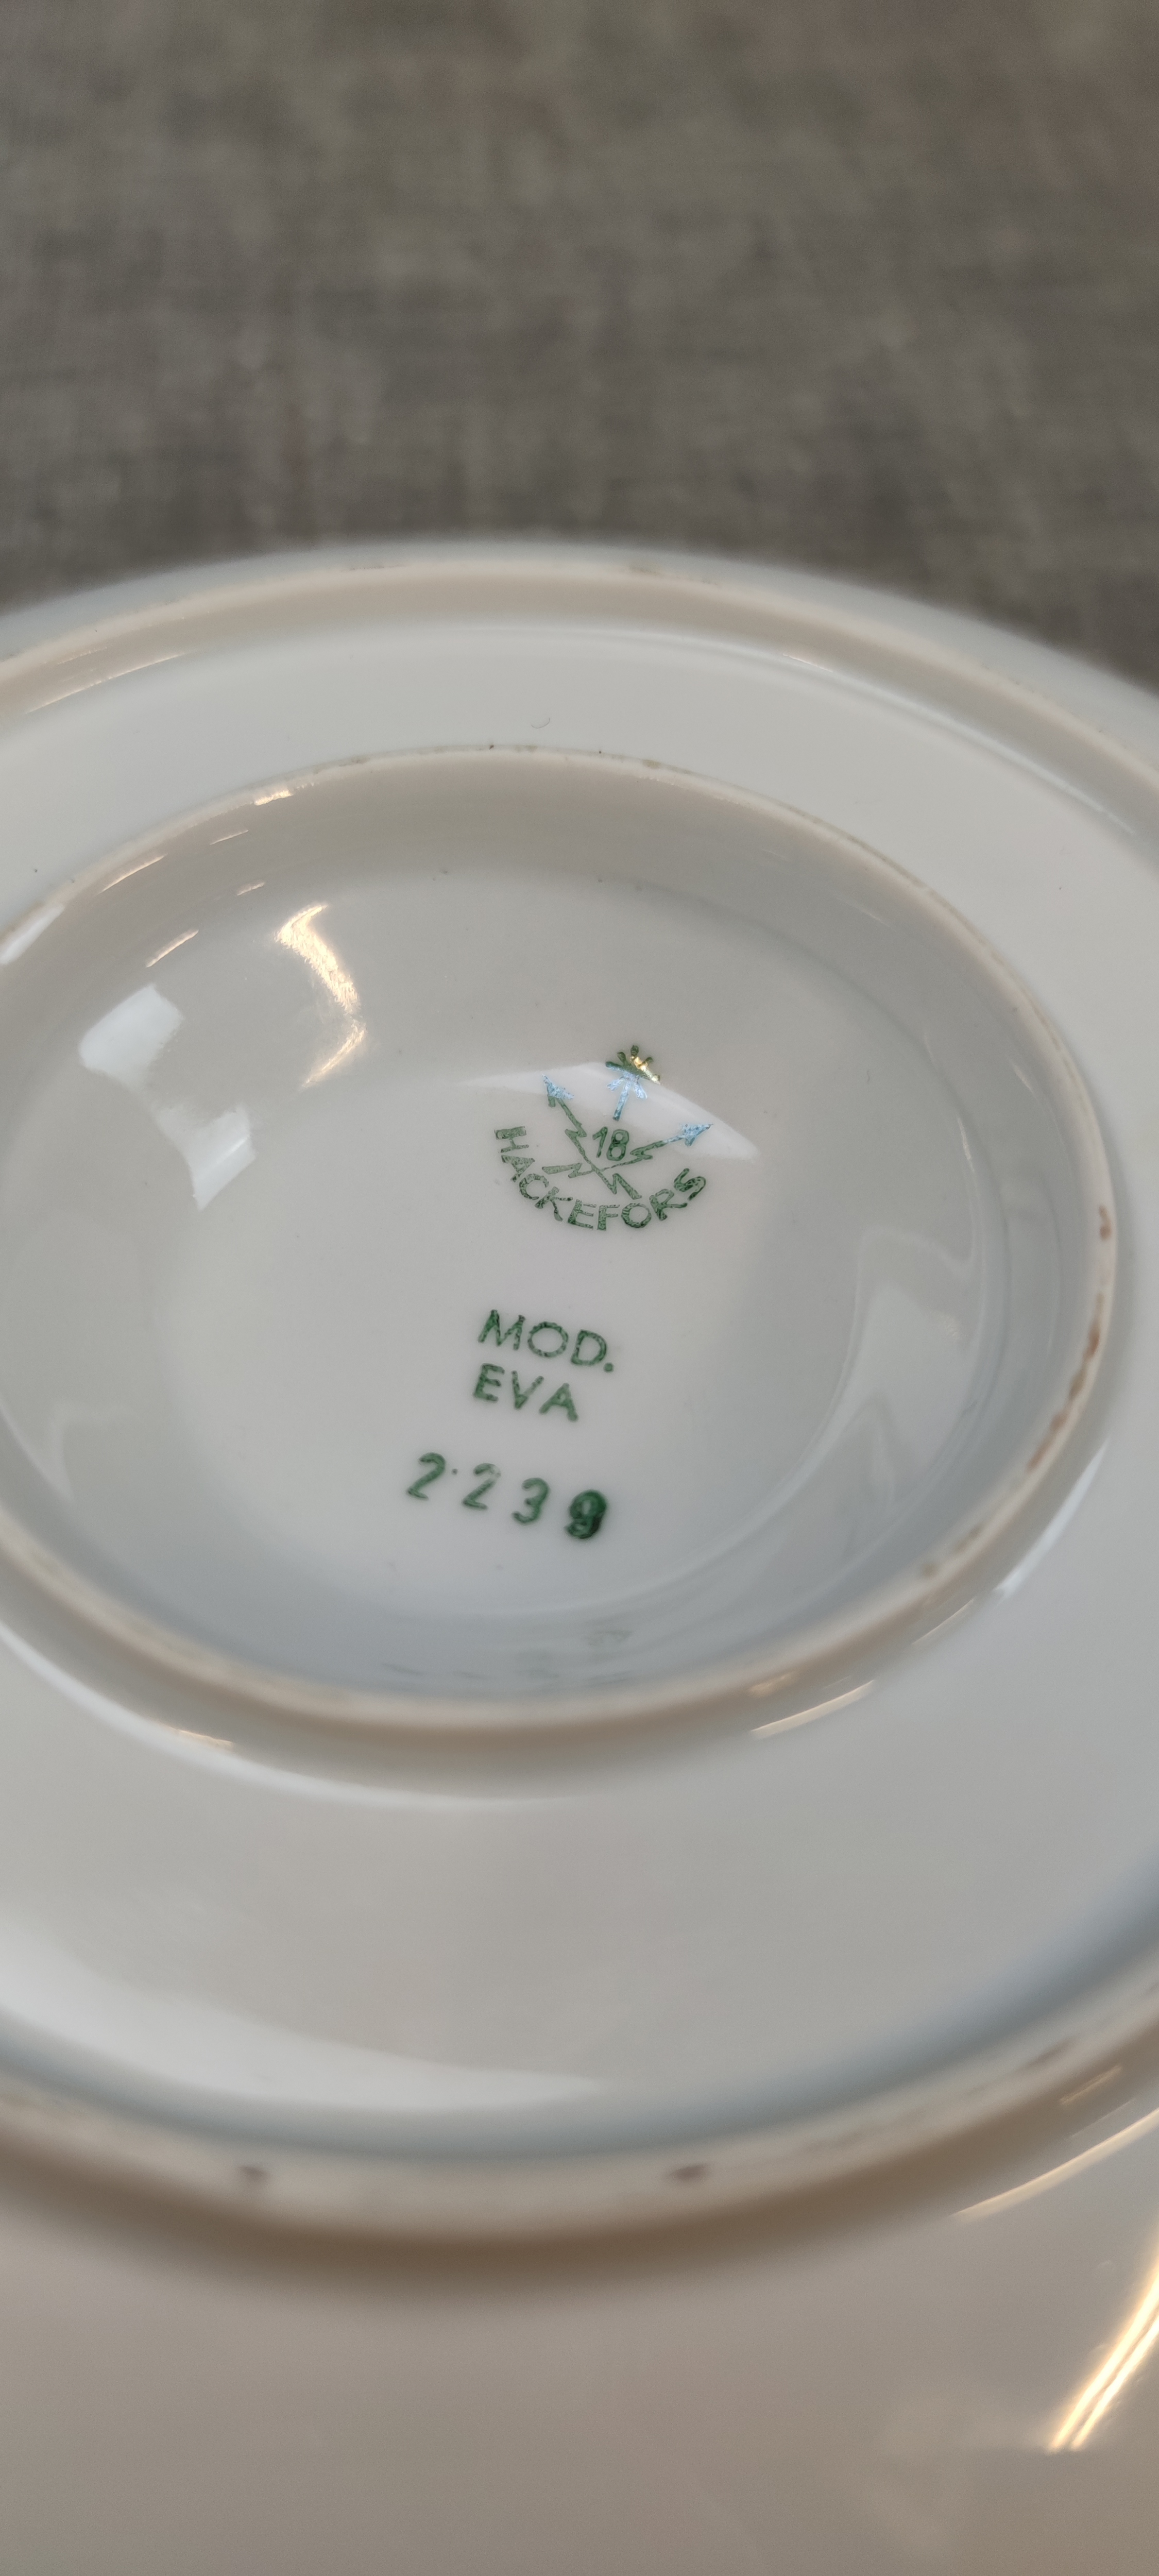 18
HACKEFORS
MOD.
EVA
2239